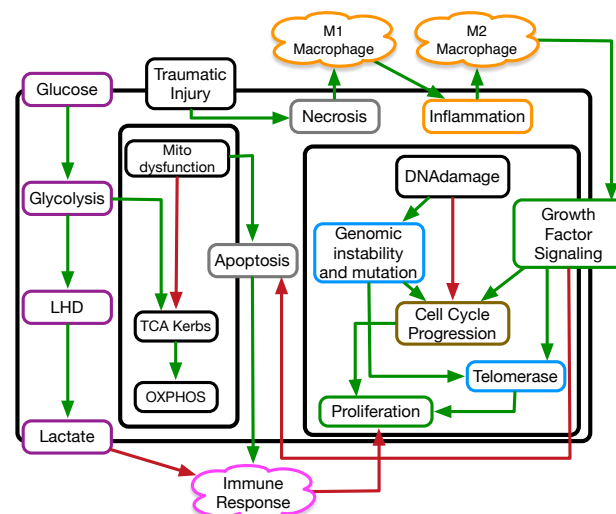 M1
Macrophage
M2
Macrophage
Glucose
Traumatic
Injury
Necrosis
Inflammation
Mito
dysfunction
DNAdamage
Glycolysis
Genomic
instability
and mutation
Growth
Factor
Signaling
Apoptosis
LHD
TCA Kerbs
Cell Cycle
Progression
OXPHOS
Telomerase
Proliferation
Lactate
Immune
Response